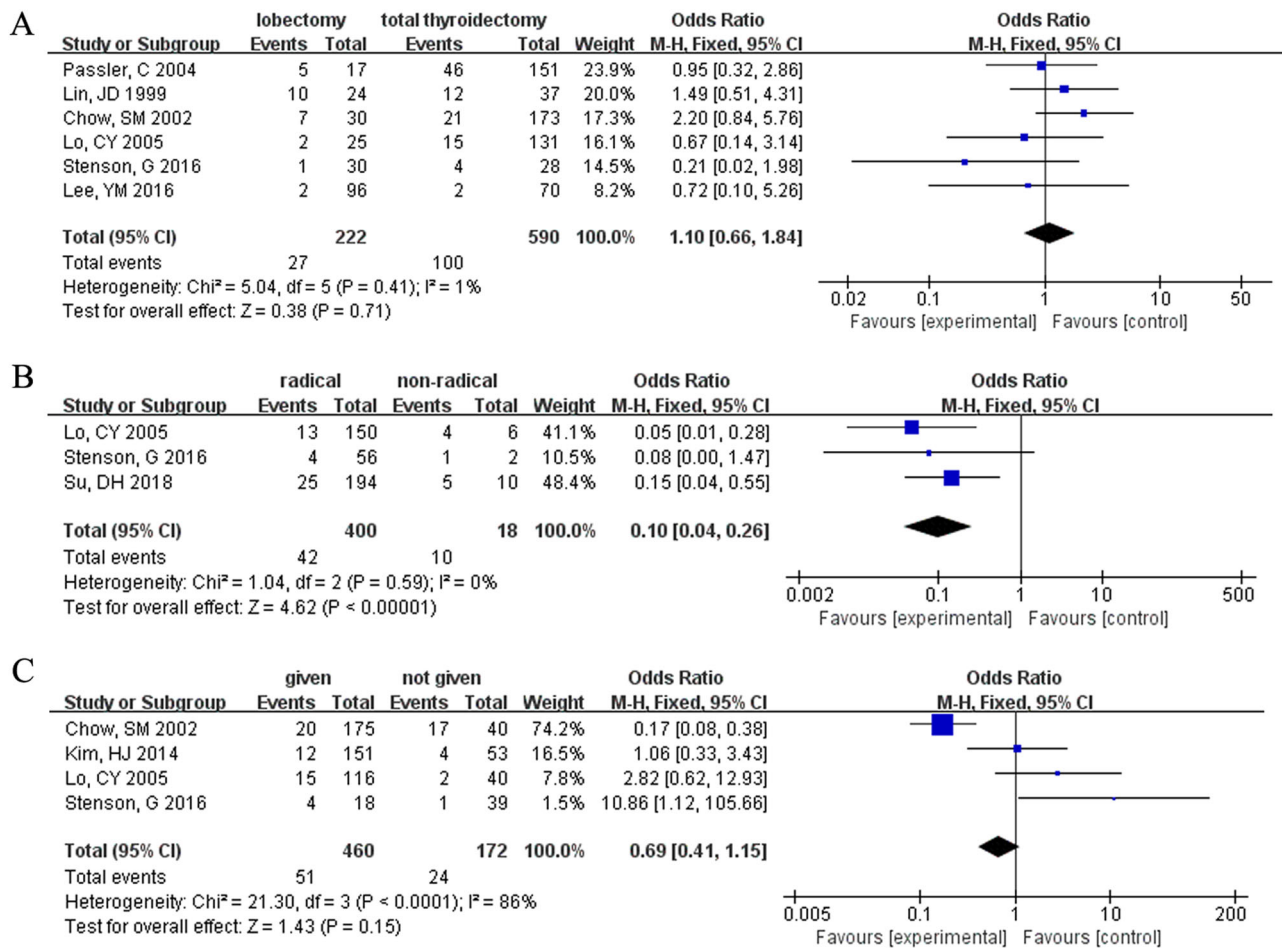 A
lobectomy total thyroidectomy Odds Ratio Odds Ratio
Study or Subgroup Events Total Events Total Weight M-H, Fixed, 95% CI M-H, Fixed, 95% CI
Passler, C 2004 5 17 46 151 23.9% 0.95 [0.32, 2.86]
Lin, JD 1999 10 24 12 37 20.0% 1.49 [0.51, 4.31]
Chow, SM 2002 7 30 21 173 17.3% 2.20 [0.84, 5.76]
Lo, CY 2005 2 25 15 131 16.1% 0.67 [0.14, 3.14]
Stenson, G 2016 1 30 4 28 14.5% 0.21 [0.02, 1.98]
Lee, YM 2016 2 96 2 70 8.2% 0.72 [0.10, 5.26]
Total (95% CI) 222 590 100.0% 1.10 [0.66, 1.84]
Total events 27 100
Heterogeneity: Chi² = 5.04, df = 5 (P = 0.41); I² = 1%
Test for overall effect: Z = 0.38 (P = 0.71)
0.02 0.1 1 10 50
Favours [experimental] Favours [control]
B
radical non-radical Odds Ratio Odds Ratio
Study or Subgroup Events Total Events Total Weight M-H, Fixed, 95% CI M-H, Fixed, 95% CI
Lo, CY 2005 13 150 4 6 41.1% 0.05 [0.01, 0.28]
Stenson, G 2016 4 56 1 2 10.5% 0.08 [0.00, 1.47]
Su, DH 2018 25 194 5 10 48.4% 0.15 [0.04, 0.55]
Total (95% CI) 400 18 100.0% 0.10 [0.04, 0.26]
Total events 42 10
Heterogeneity: Chi² = 1.04, df = 2 (P = 0.59); I² = 0%
Test for overall effect: Z = 4.62 (P < 0.00001)
0.002 0.1 1 10 500
Favours [experimental] Favours [control]
C
given not given Odds Ratio Odds Ratio
Study or Subgroup Events Total Events Total Weight M-H, Fixed, 95% CI M-H, Fixed, 95% CI
Chow, SM 2002 20 175 17 40 74.2% 0.17 [0.08, 0.38]
Kim, HJ 2014 12 151 4 53 16.5% 1.06 [0.33, 3.43]
Lo, CY 2005 15 116 2 40 7.8% 2.82 [0.62, 12.93]
Stenson, G 2016 4 18 1 39 1.5% 10.86 [1.12, 105.66]
Total (95% CI) 460 172 100.0% 0.69 [0.41, 1.15]
Total events 51 24
Heterogeneity: Chi² = 21.30, df = 3 (P < 0.0001); I² = 86%
Test for overall effect: Z = 1.43 (P = 0.15)
0.005 0.1 1 10 200
Favours [experimental] Favours [control]